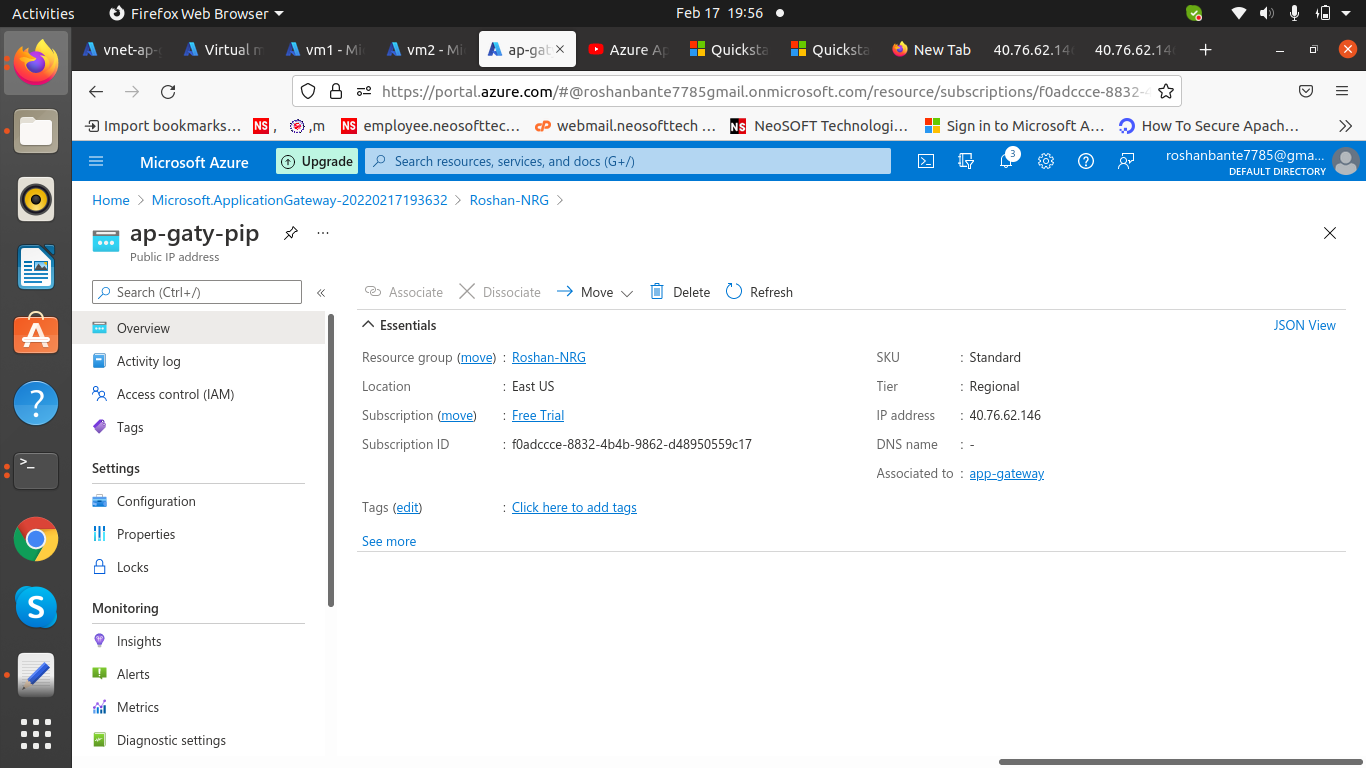 Activities Firefox Web Browser Feb 17 19:56
vnet-ap- Virtual m vm1 - Mi vm2 - Mi ap-gaty Azure Ap Quicksta Quicksta New Tab 40.76.62.14 40.76.62.14
https://portal.azure.com/#@roshanbante7785gmail.onmicrosoft.com/resource/subscriptions/f0adccce-8832-4
Import bookmarks... NS , ,m NS employee.neosofttec... cP webmail.neosofttech ... NS NeoSOFT Technologi... Sign in to Microsoft A... How To Secure Apach...
Microsoft Azure Upgrade Search resources, services, and docs (G+/) 3 roshanbante7785@gma...
DEFAULT DIRECTORY
Home > Microsoft.ApplicationGateway-20220217193632 > Roshan-NRG >
ap-gaty-pip ...
Public IP address
Search (Ctrl+/) «
Associate Dissociate Move Delete Refresh
Overview
Activity log
Access control (IAM)
Tags
Settings
Configuration
Properties
Locks
Monitoring
Insights
Alerts
Metrics
Diagnostic settings
Essentials JSON View
Resource group (move) : Roshan-NRG
Location : East US
Subscription (move) : Free Trial
Subscription ID : f0adccce-8832-4b4b-9862-d48950559c17
SKU : Standard
Tier : Regional
IP address : 40.76.62.146
DNS name : -
Associated to : app-gateway
Tags (edit) : Click here to add tags
See more